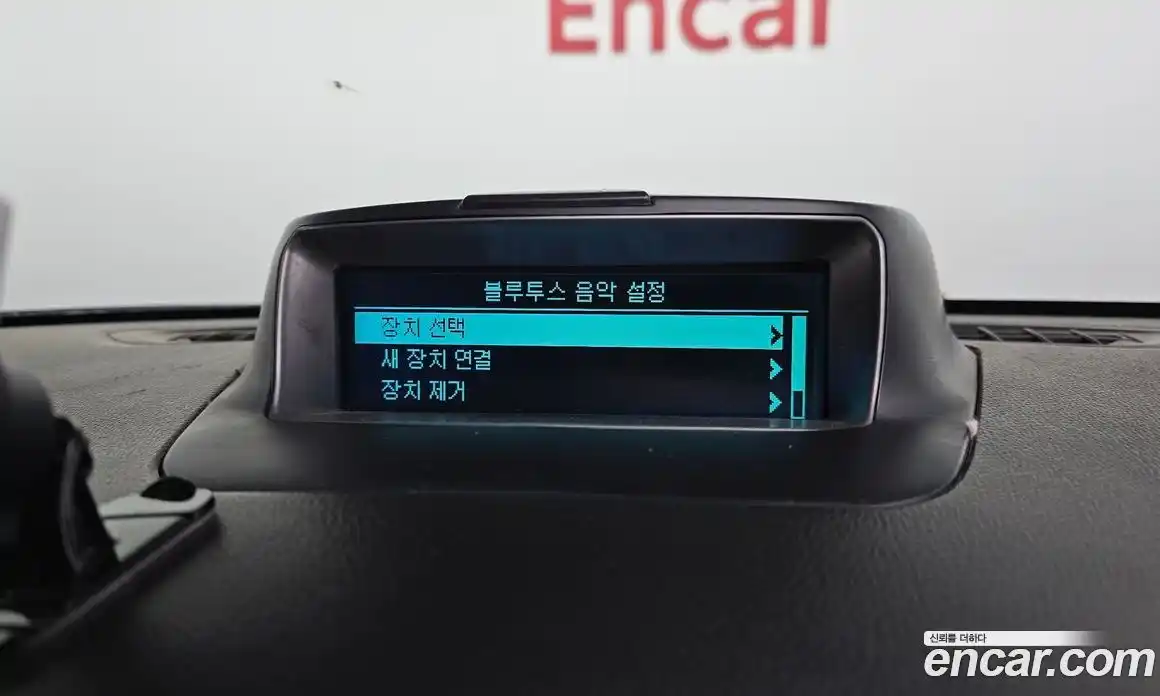 Encar
블루투스 음악 설정
장치 선택
새 장치 연결
장치 제거
신뢰를 더하다
encar.com